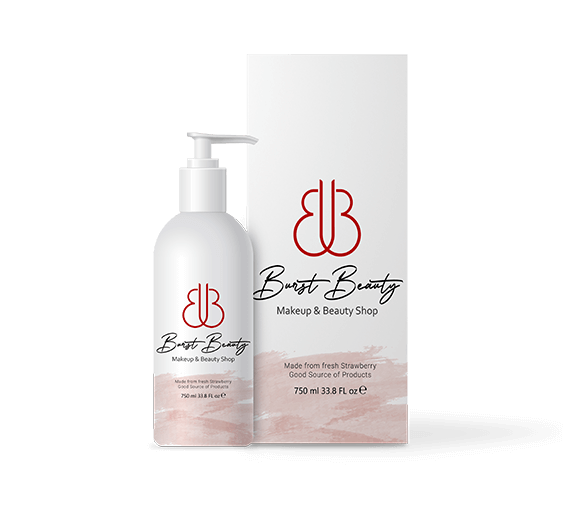 Burst Beauty
Makeup & Beauty Shop
Made from fresh Strawberry
Good Source of Products
750 ml 33.8 FL oz ℮
Burst Beauty
Makeup & Beauty Shop
Made from fresh Strawberry
Good Source of Products
750 ml 33.8 FL oz ℮